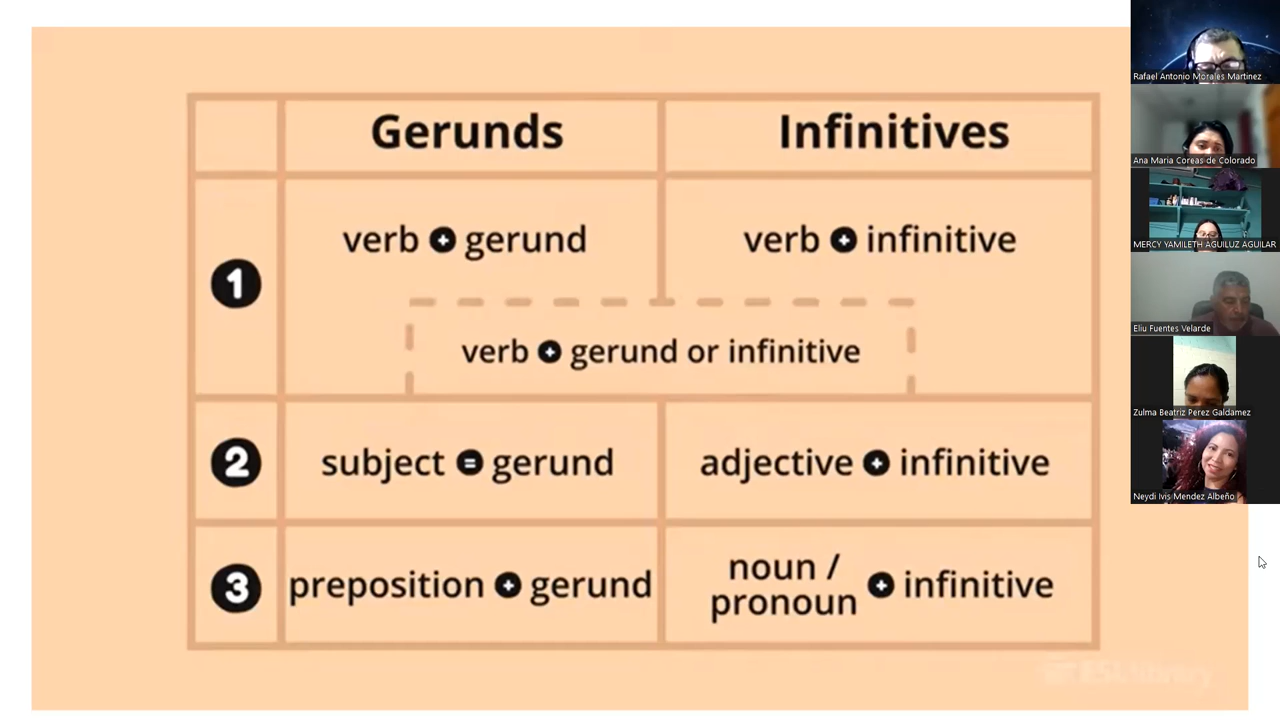 Gerunds Infinitives
1 verb + gerund verb + infinitive
verb + gerund or infinitive
2 subject = gerund adjective + infinitive
3 preposition + gerund noun / pronoun + infinitive
Rafael Antonio Morales Martinez
Ana Maria Coreas de Colorado
MERCY YAMILETH AGUILUZ AGUILAR
Eliu Fuentes Velarde
Zulma Beatriz Perez Galdamez
Neydi Ivis Mendez Albeño